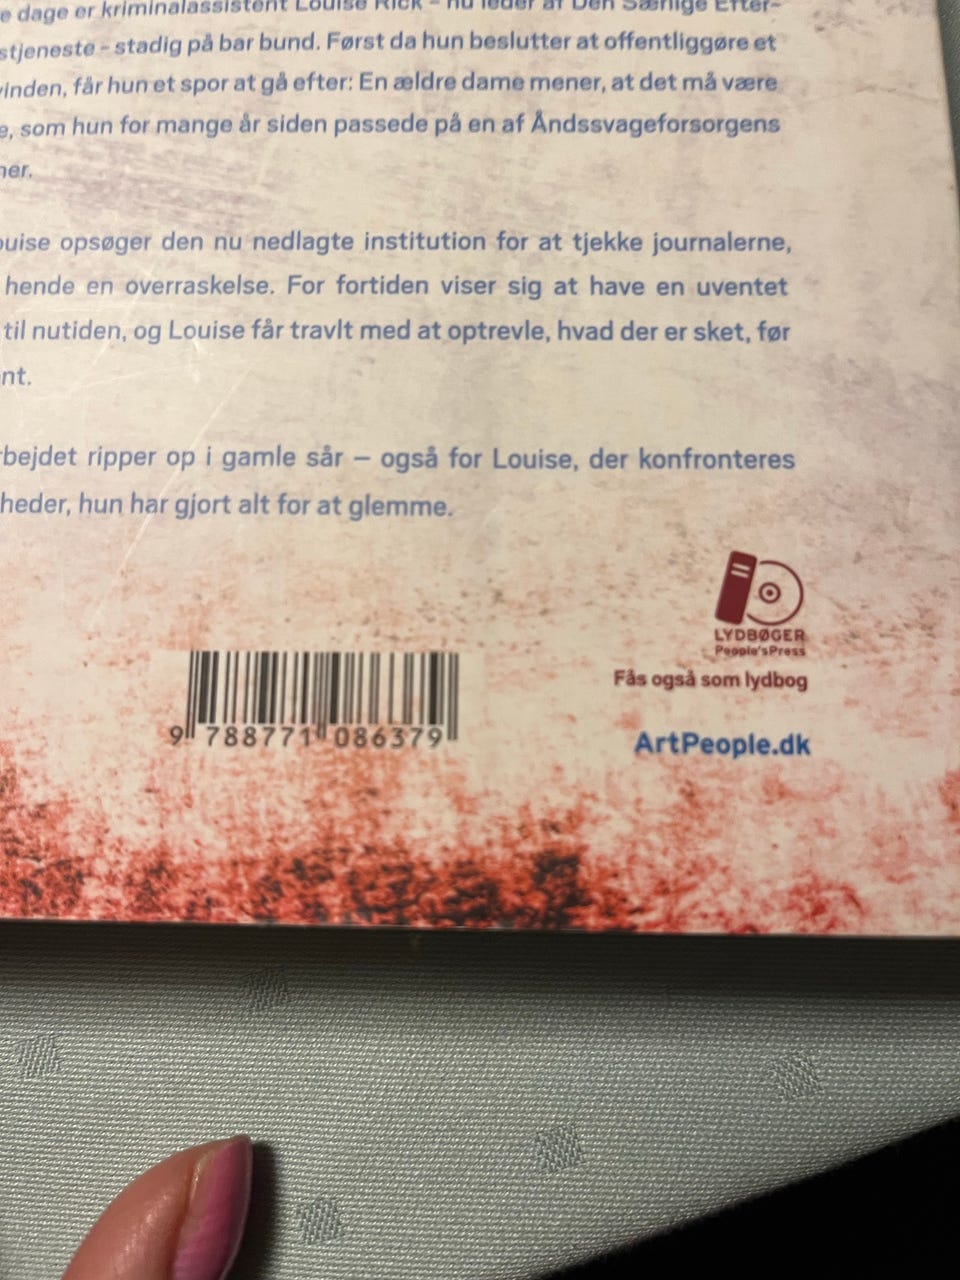 e dage er kriminalassistent Louise Rick – nu leder af Den Særlige Efter-
stjeneste – stadig på bar bund. Først da hun beslutter at offentliggøre et
vinden, får hun et spor at gå efter: En ældre dame mener, at det må være
e, som hun for mange år siden passede på en af Åndssvageforsorgens
ner.
ouise opsøger den nu nedlagte institution for at tjekke journalerne,
hende en overraskelse. For fortiden viser sig at have en uventet
til nutiden, og Louise får travlt med at optrevle, hvad der er sket, før
nt.
rbejdet ripper op i gamle sår – også for Louise, der konfronteres
heder, hun har gjort alt for at glemme.
LYDBØGER
People'sPress
Fås også som lydbog
9 788771 086379
ArtPeople.dk